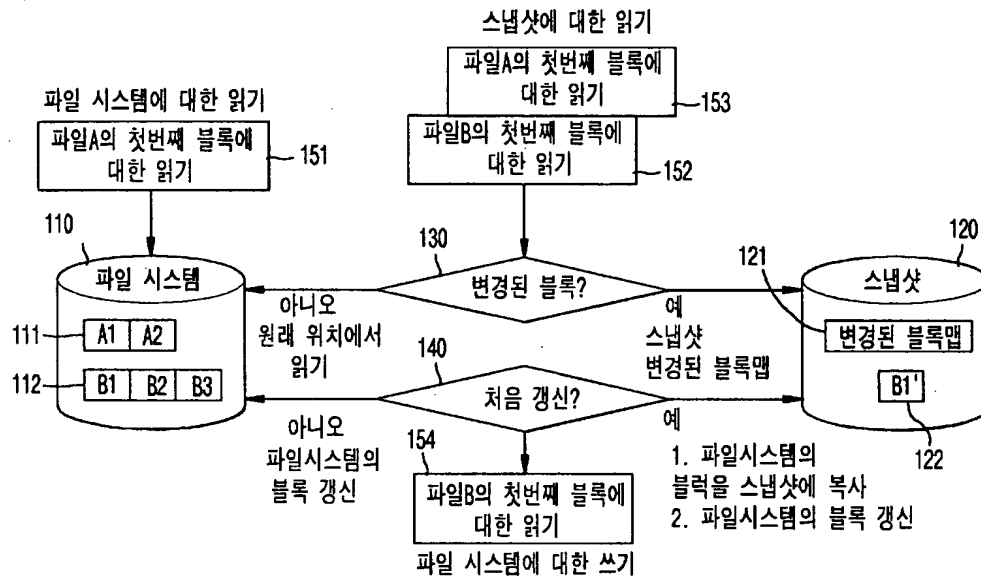 스냅샷에 대한 읽기
파일A의 첫번째 블록에
대한 읽기
153
파일 시스템에 대한 읽기
파일A의 첫번째 블록에
대한 읽기
151
파일B의 첫번째 블록에
대한 읽기
152
110
파일 시스템
111
A1 A2
112
B1 B2 B3
130
변경된 블록?
아니오
원래 위치에서
읽기
예
스냅샷
변경된 블록맵
120
스냅샷
121
변경된 블록맵
B1'
122
140
처음 갱신?
아니오
파일시스템의
블록 갱신
예
1. 파일시스템의
블럭을 스냅샷에 복사
2. 파일시스템의 블록 갱신
154
파일B의 첫번째 블록에
대한 읽기
파일 시스템에 대한 쓰기